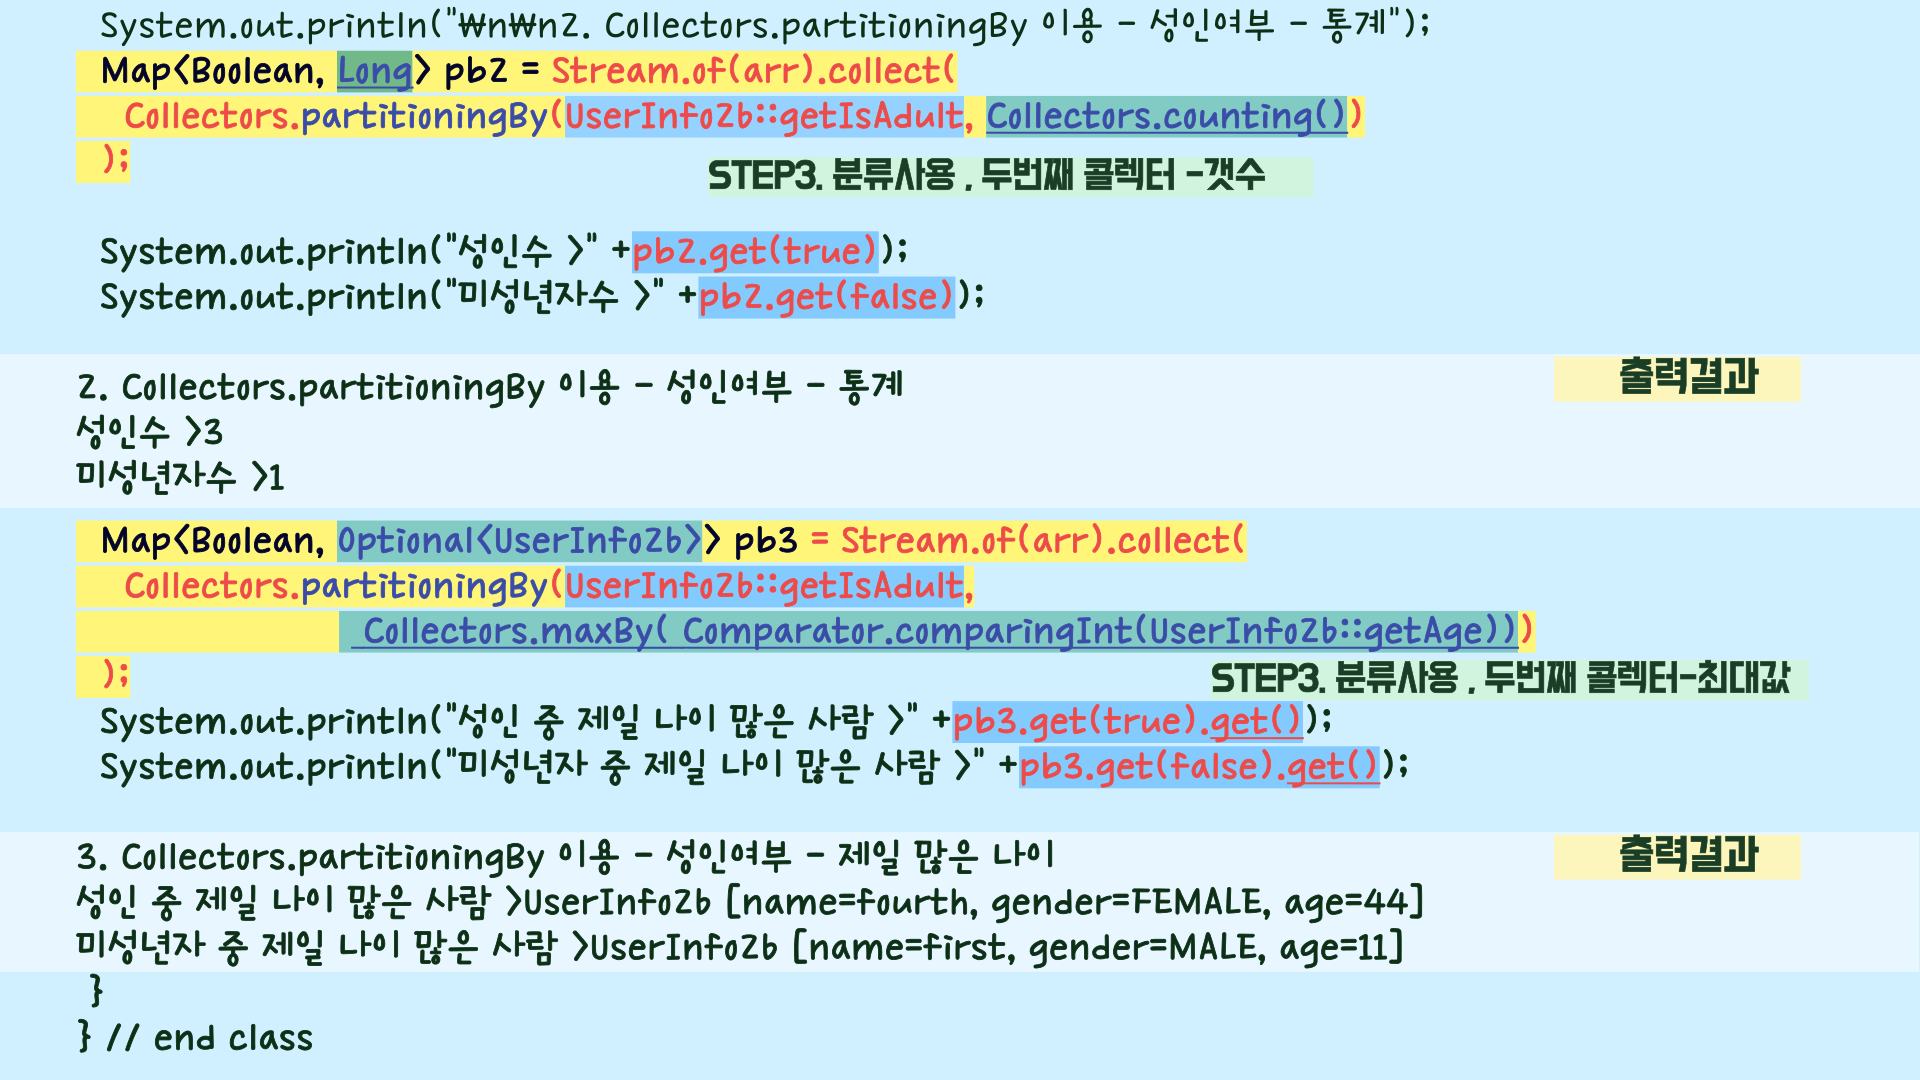 System.out.println("₩n₩n2. Collectors.partitioningBy 이용 - 성인여부 - 통계");
Map<Boolean, Long> pb2 = Stream.of(arr).collect(
Collectors.partitioningBy(UserInfo2b::getIsAdult, Collectors.counting())
);
STEP3. 분류사용 , 두번째 콜렉터 -갯수
System.out.println("성인수 >" +pb2.get(true));
System.out.println("미성년자수 >" +pb2.get(false));
출력결과
2. Collectors.partitioningBy 이용 - 성인여부 - 통계
성인수 >3
미성년자수 >1
Map<Boolean, Optional<UserInfo2b>> pb3 = Stream.of(arr).collect(
Collectors.partitioningBy(UserInfo2b::getIsAdult,
Collectors.maxBy( Comparator.comparingInt(UserInfo2b::getAge)))
);
STEP3. 분류사용 , 두번째 콜렉터-최대값
System.out.println("성인 중 제일 나이 많은 사람 >" +pb3.get(true).get());
System.out.println("미성년자 중 제일 나이 많은 사람 >" +pb3.get(false).get());
출력결과
3. Collectors.partitioningBy 이용 - 성인여부 - 제일 많은 나이
성인 중 제일 나이 많은 사람 >UserInfo2b [name=fourth, gender=FEMALE, age=44]
미성년자 중 제일 나이 많은 사람 >UserInfo2b [name=first, gender=MALE, age=11]
}
} // end class